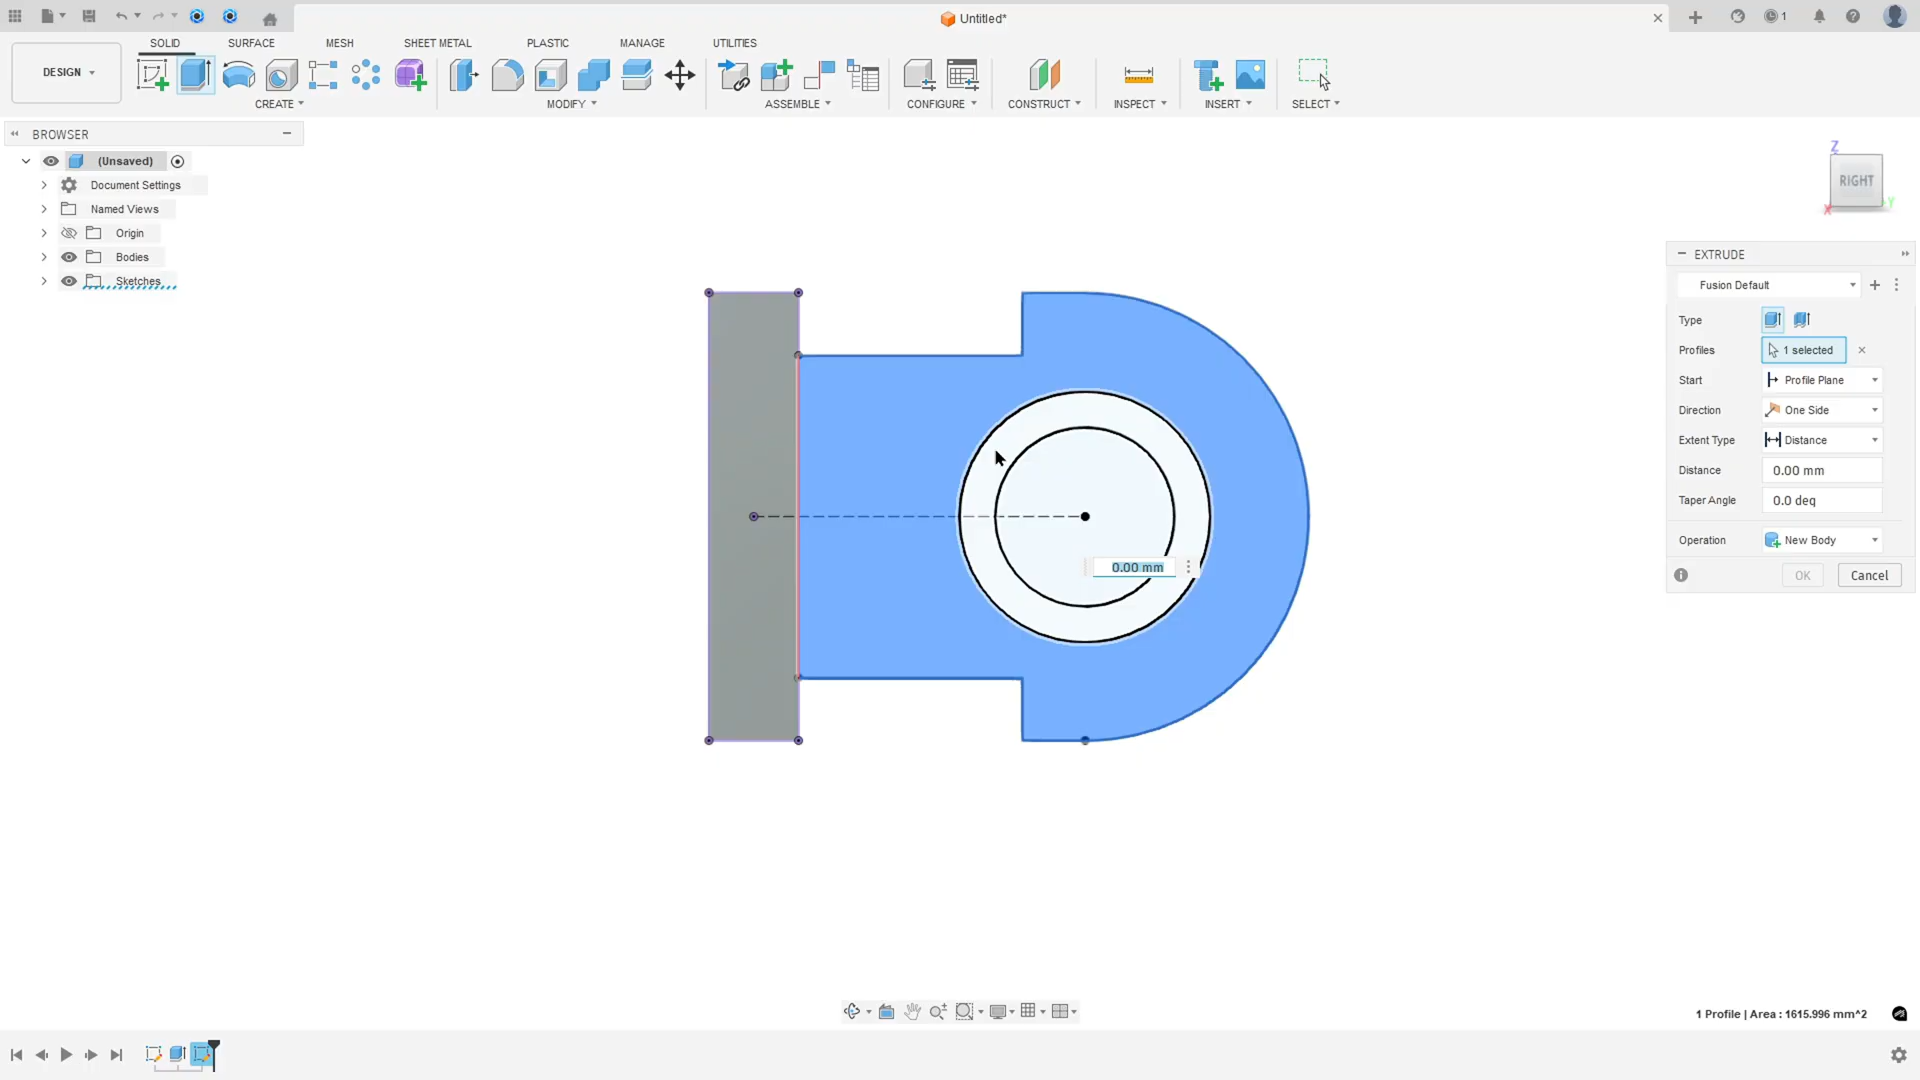 Untitled*
1
DESIGN
SOLID
SURFACE
MESH
SHEET METAL
PLASTIC
MANAGE
UTILITIES
CREATE
MODIFY
ASSEMBLE
CONFIGURE
CONSTRUCT
INSPECT
INSERT
SELECT
BROWSER
(Unsaved)
Document Settings
Named Views
Origin
Bodies
Sketches
Z
RIGHT
X
Y
EXTRUDE
Fusion Default
Type
Profiles
1 selected
Start
Profile Plane
Direction
One Side
Extent Type
Distance
Distance
0.00 mm
Taper Angle
0.0 deg
Operation
New Body
OK
Cancel
0.00 mm
1 Profile | Area : 1615.996 mm^2